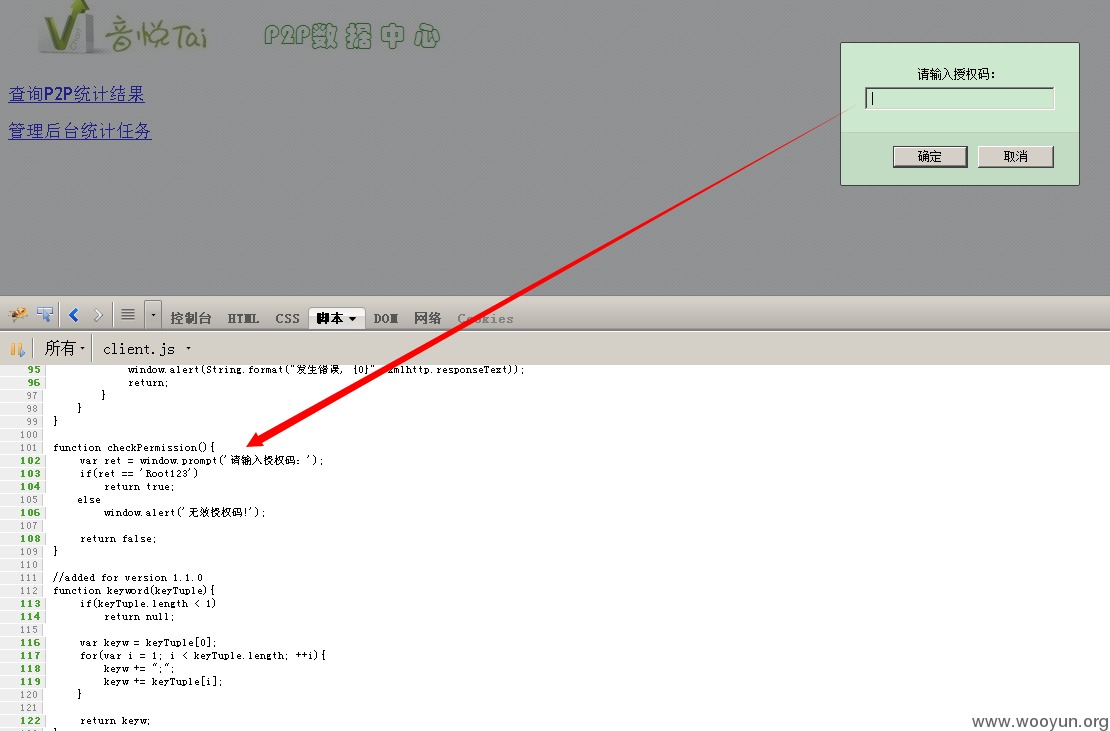 音悦Tai
P2P数据中心
查询P2P统计结果
管理后台统计任务
请输入授权码：
确定
取消
控制台 HTML CSS 脚本 DOM 网络 Cookies
所有 client.js
95 window.alert(String.format("发生错误, {0}", xmlhttp.responseText));
96 return;
97 }
98 }
99 }
100
101 function checkPermission(){
102 var ret = window.prompt('请输入授权码：');
103 if(ret == 'Root123')
104 return true;
105 else
106 window.alert('无效授权码!');
107
108 return false;
109 }
110
111 //added for version 1.1.0
112 function keyword(keyTuple){
113 if(keyTuple.length < 1)
114 return null;
115
116 var keyw = keyTuple[0];
117 for(var i = 1; i < keyTuple.length; ++i){
118 keyw += ";";
119 keyw += keyTuple[i];
120 }
121
122 return keyw;
www.wooyun.org